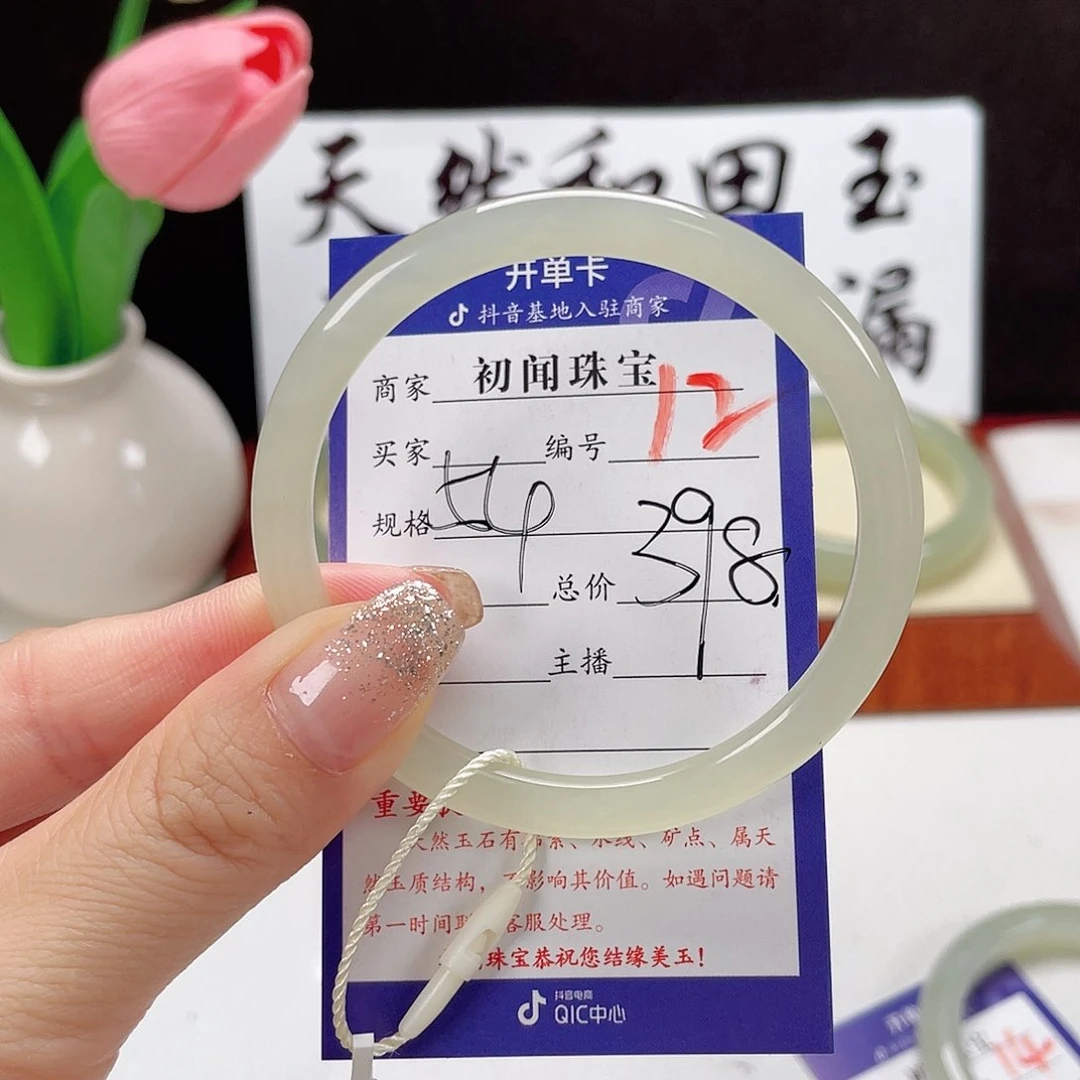 天然和田玉
漏
开单卡
抖音基地入驻商家
商家 初闻珠宝
12
买家 编号
规格
398
总价
主播
重要
天然玉石有 、水线、矿点、属天
然玉质结构，不影响其价值。如遇问题请
第一时间联 客服处理。
珠宝恭祝您结缘美玉！
抖音电商
QIC中心
14